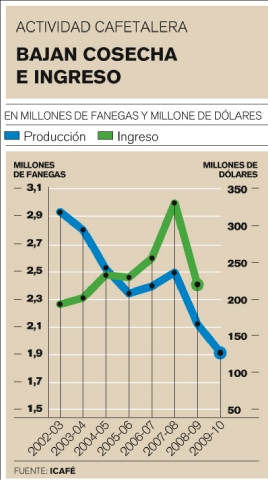 ACTIVIDAD CAFETALERA
BAJAN COSECHA
E INGRESO
EN MILLONES DE FANEGAS Y MILLONE DE DÓLARES
Producción Ingreso
MILLONES
DE FANEGAS
MILLONES DE
DÓLARES
3,1 350
2,9 300
2,7
2,5 250
2,3 200
2,1
1,9 150
1,7 100
1,5 50
2002-03 2003-04 2004-05 2005-06 2006-07 2007-08 2008-09 2009-10
FUENTE: ICAFÉ